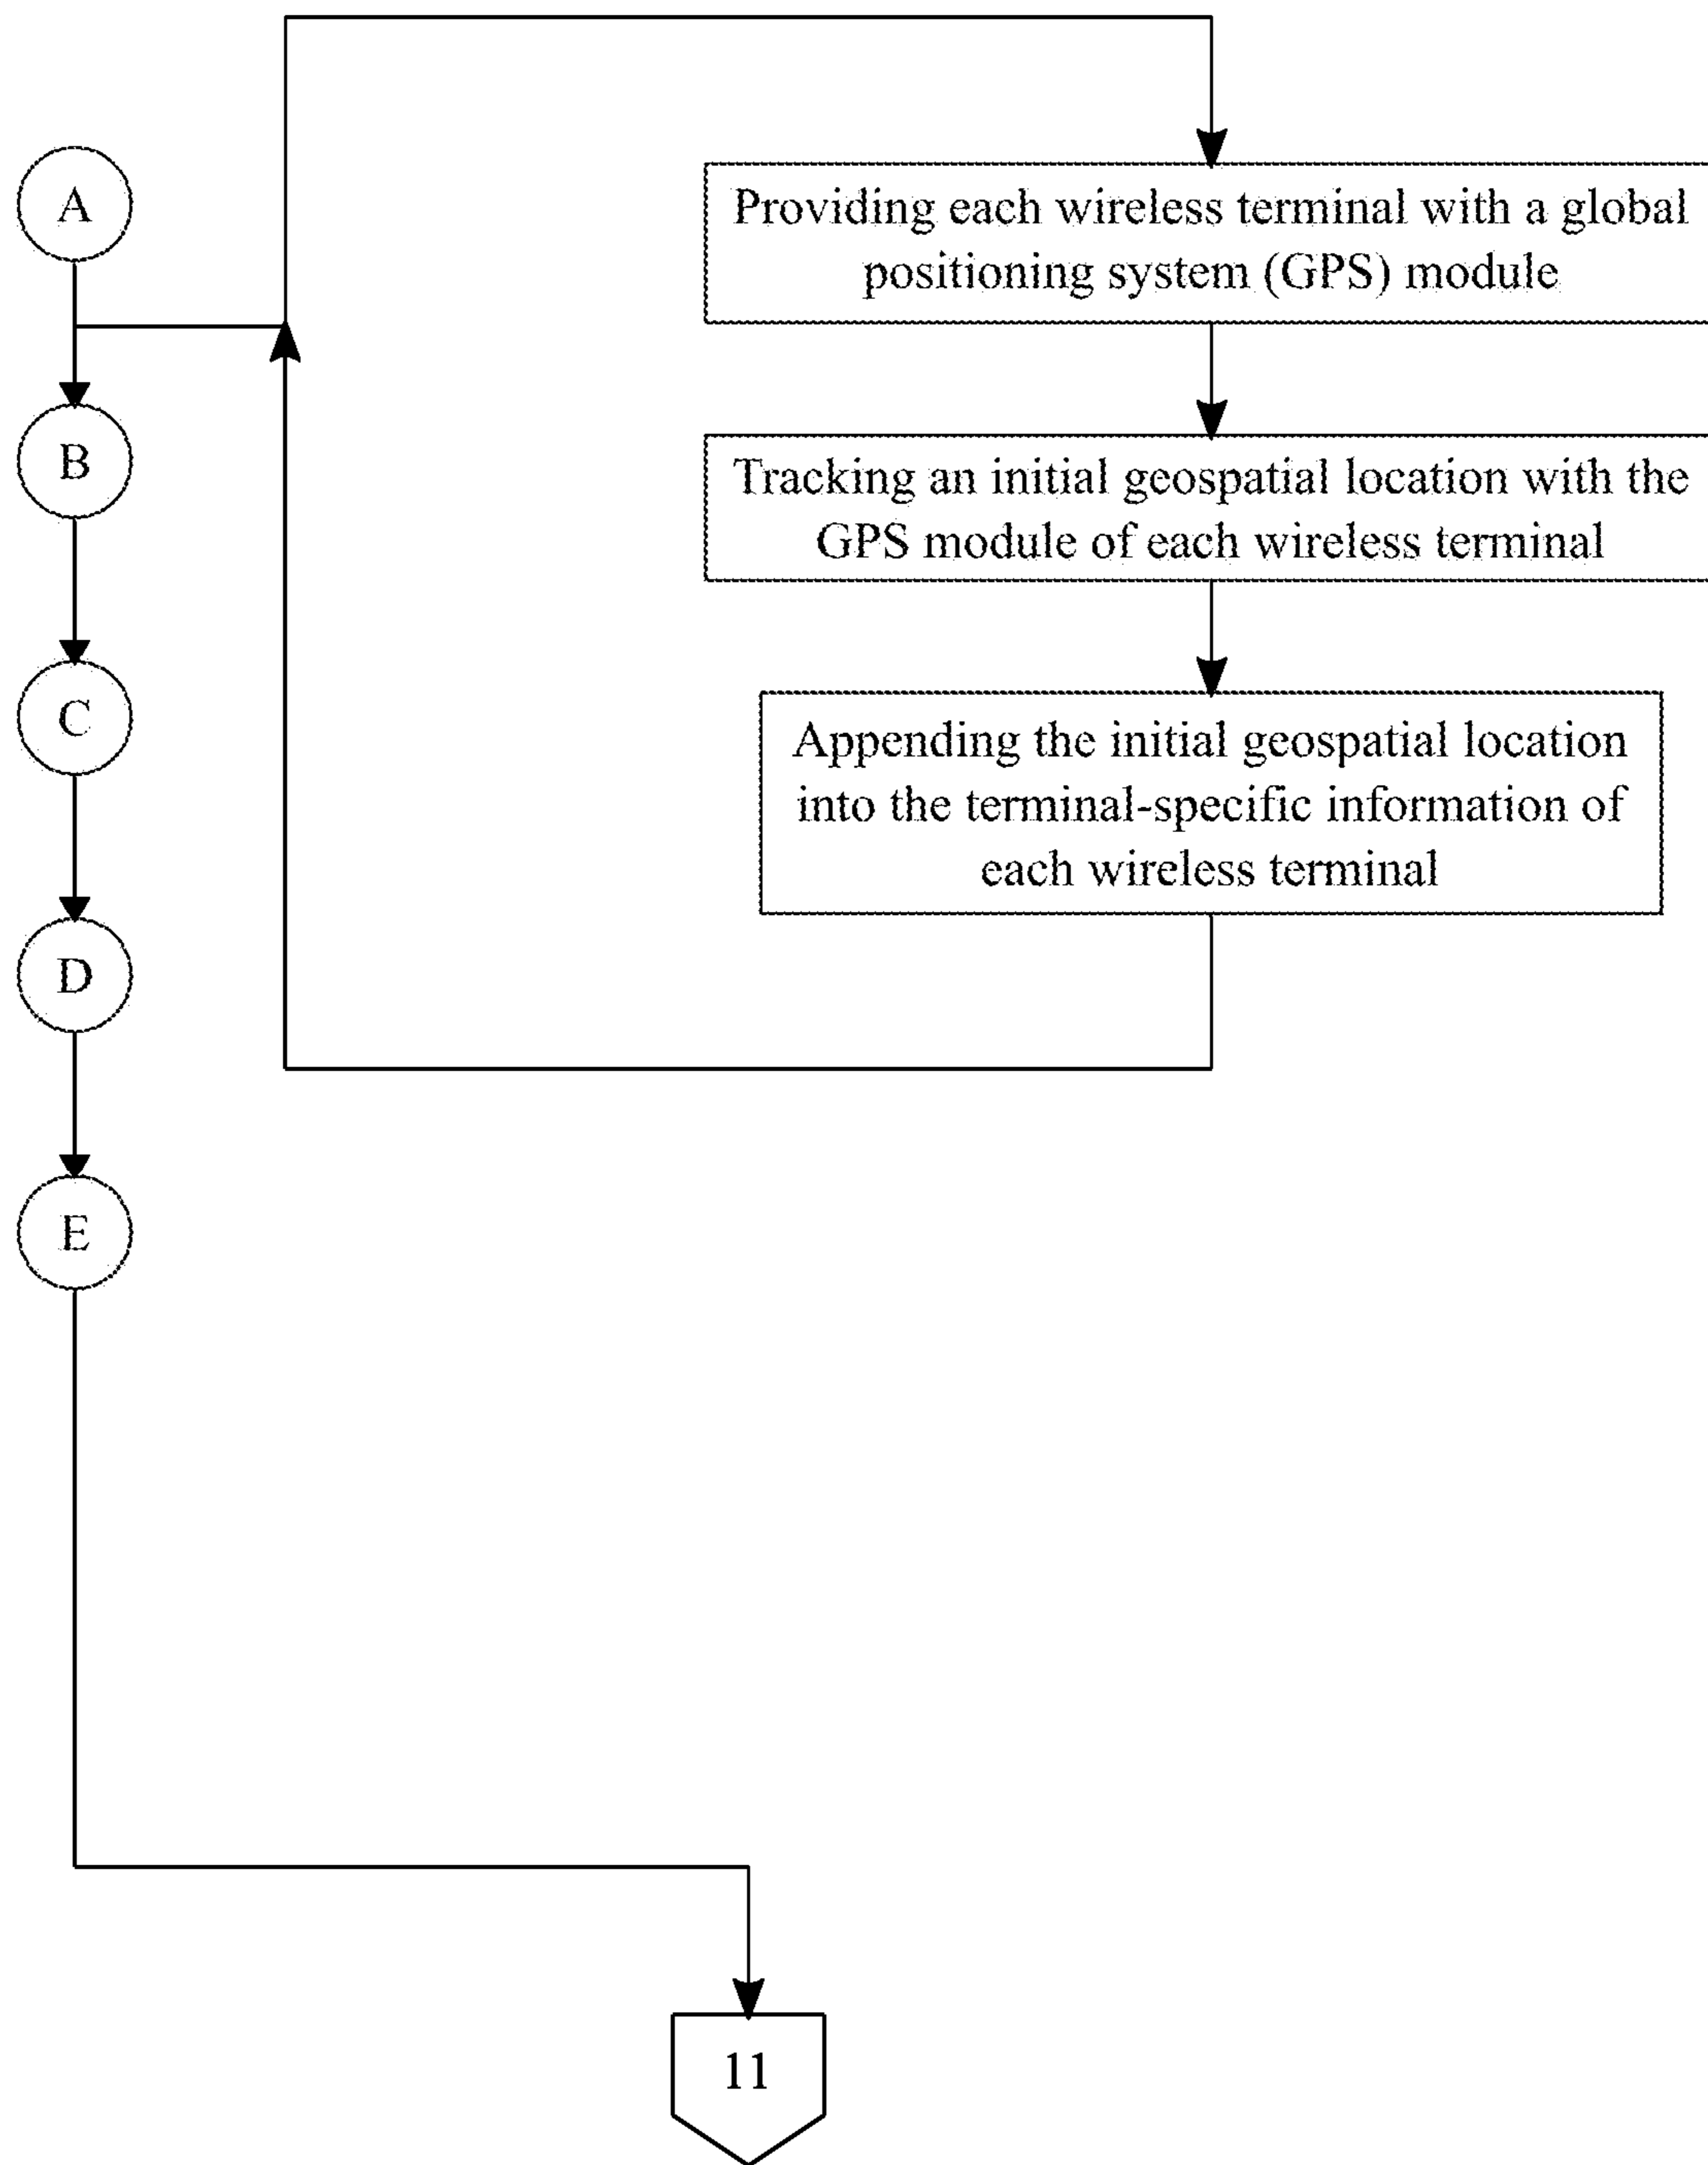 A
Providing each wireless terminal with a global
positioning system (GPS) module
B
Tracking an initial geospatial location with the
GPS module of each wireless terminal
C
Appending the initial geospatial location
into the terminal-specific information of
each wireless terminal
D
E
11